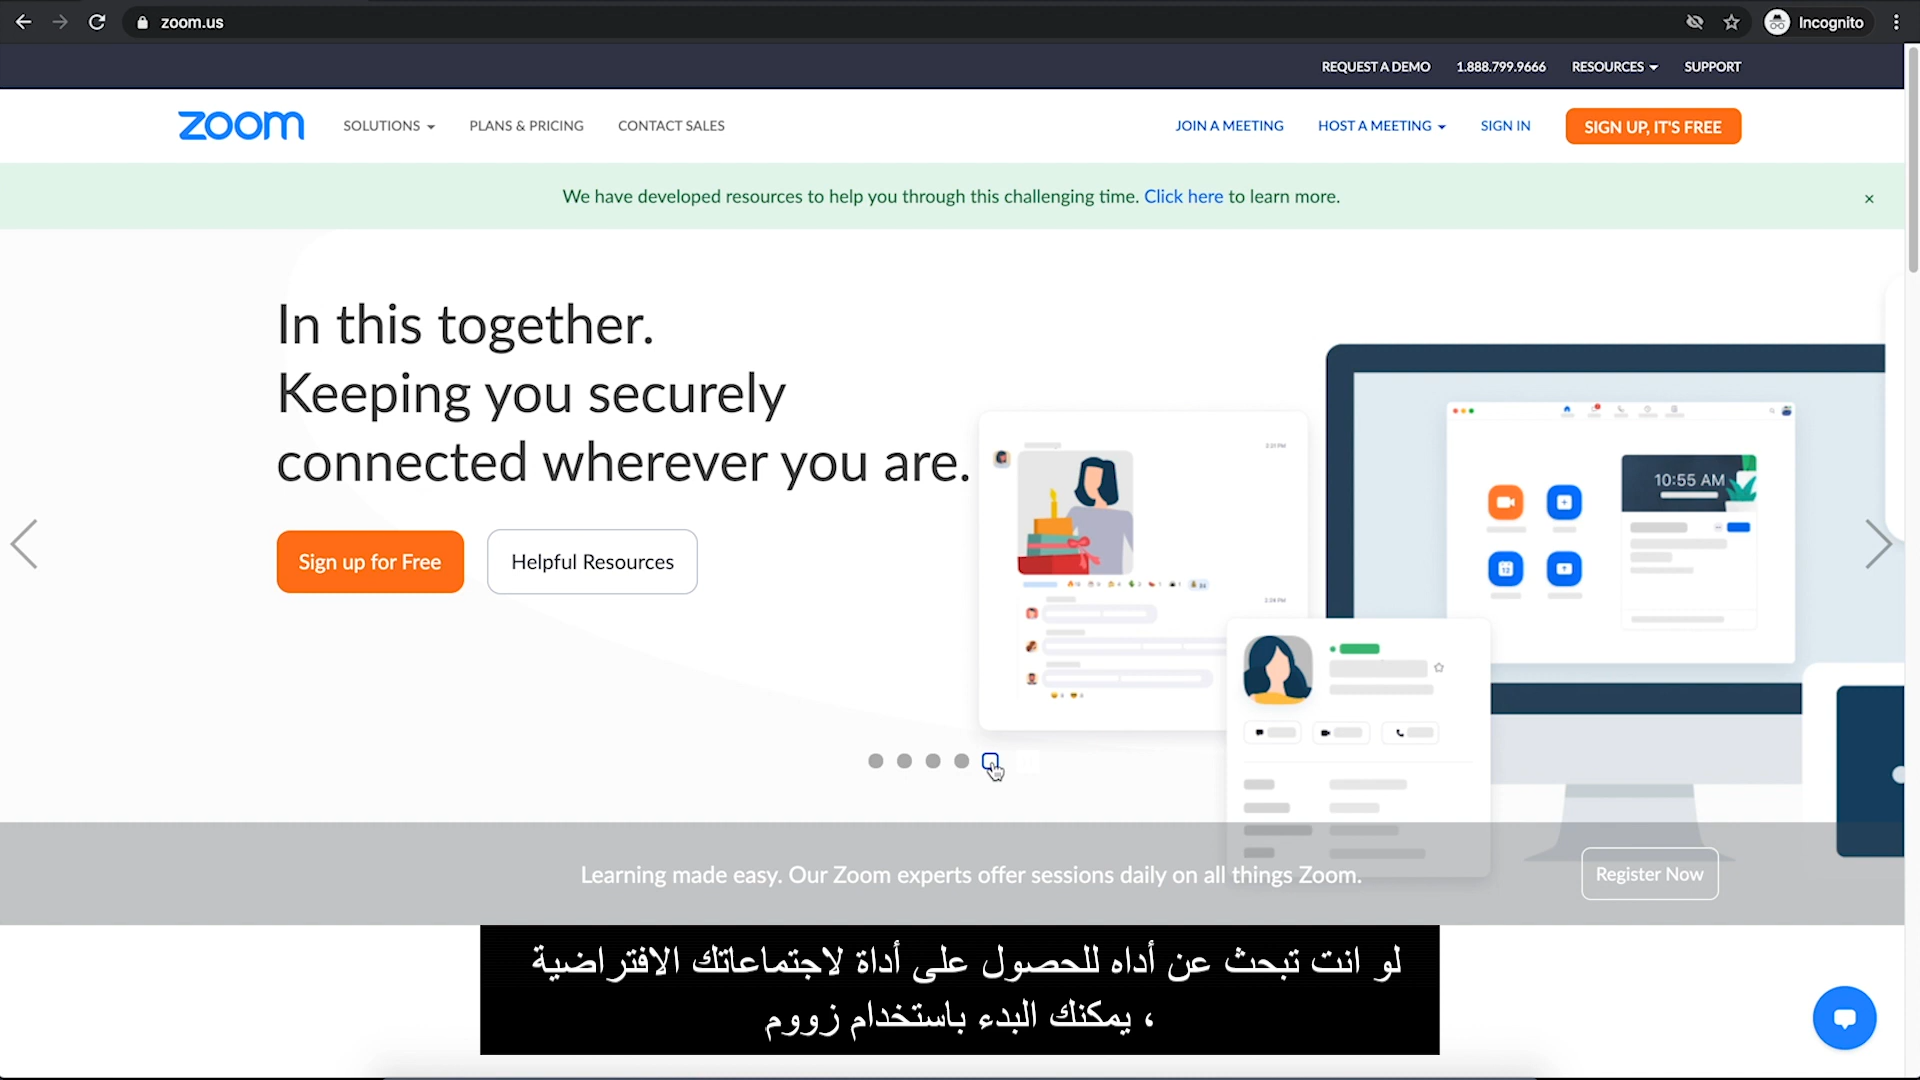 zoom.us
Incognito
REQUEST A DEMO
1.888.799.9666
RESOURCES
SUPPORT
zoom
SOLUTIONS
PLANS & PRICING
CONTACT SALES
JOIN A MEETING
HOST A MEETING
SIGN IN
SIGN UP, IT'S FREE
We have developed resources to help you through this challenging time. Click here to learn more.
In this together.
Keeping you securely
connected wherever you are.
Sign up for Free
Helpful Resources
10:55 AM
12
Learning made easy. Our Zoom experts offer sessions daily on all things Zoom.
Register Now
لو انت تبحث عن أداه للحصول على أداة لاجتماعاتك الافتراضية
، يمكنك البدء باستخدام زووم